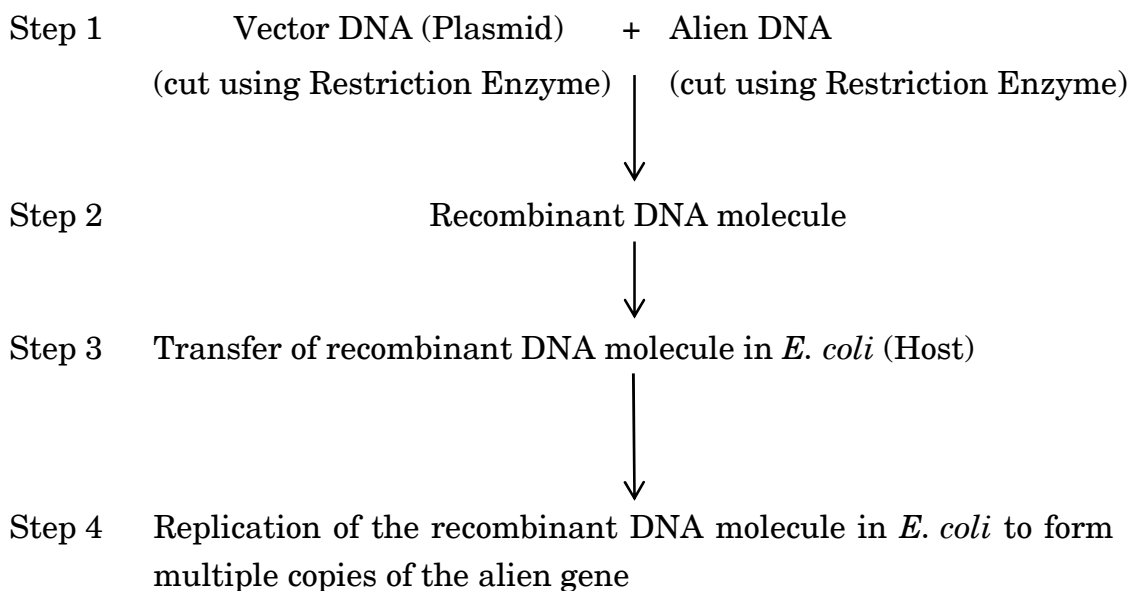 Step 1 Vector DNA (Plasmid) + Alien DNA
(cut using Restriction Enzyme) (cut using Restriction Enzyme)
Step 2 Recombinant DNA molecule
Step 3 Transfer of recombinant DNA molecule in E. coli (Host)
Step 4 Replication of the recombinant DNA molecule in E. coli to form
multiple copies of the alien gene